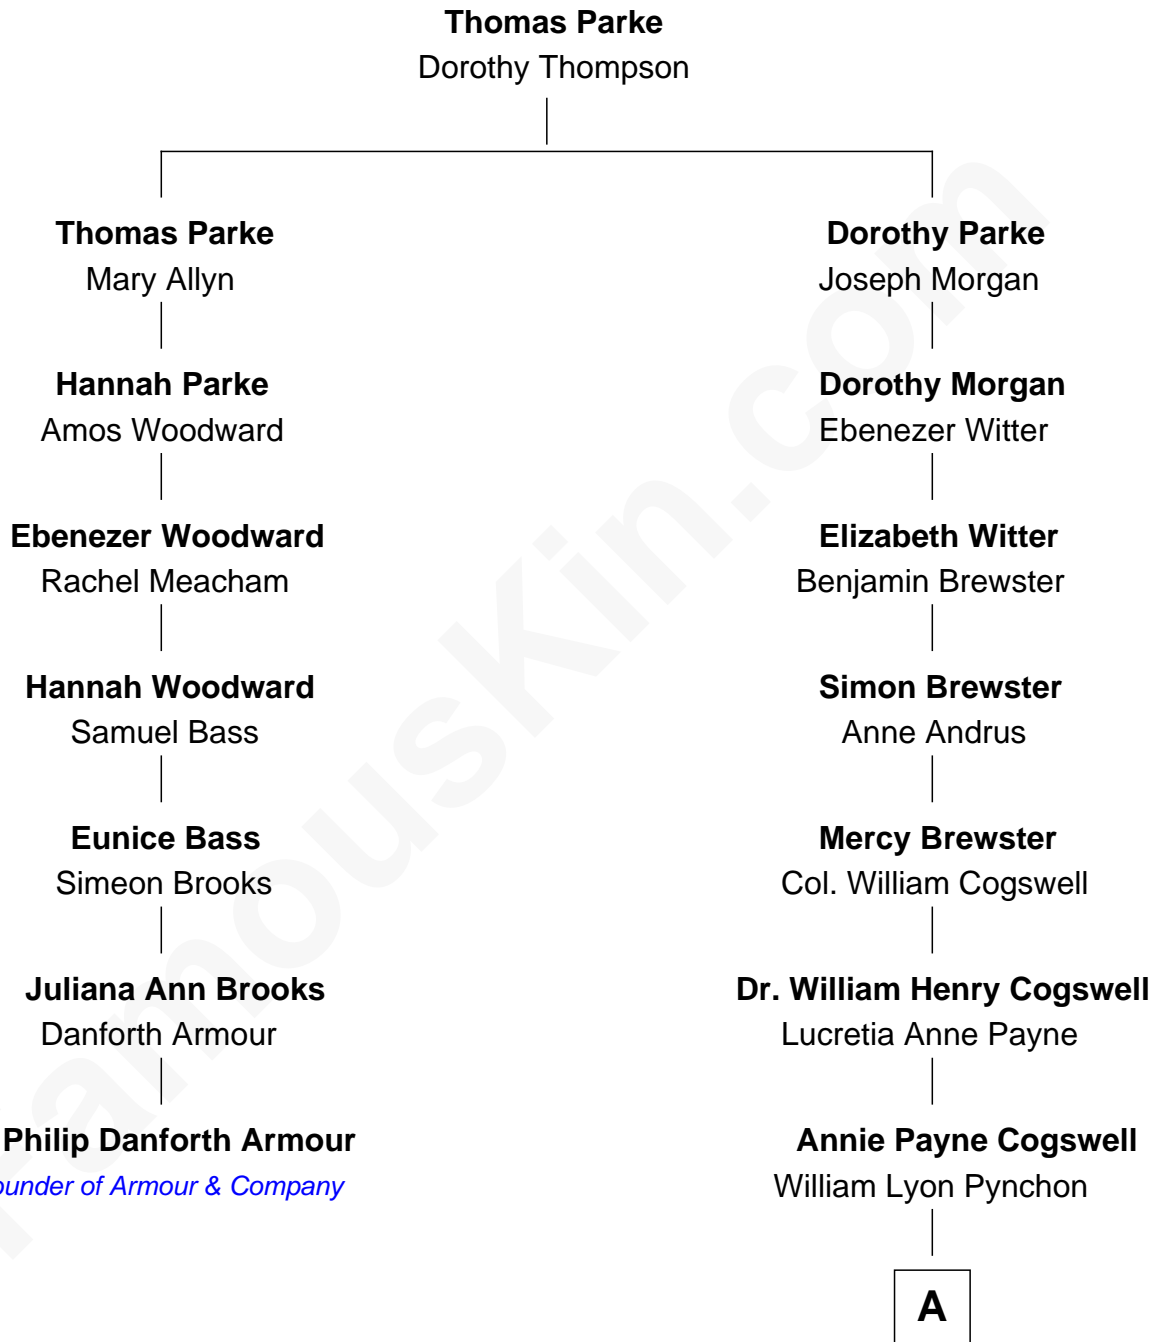 Thomas Parke
Dorothy Thompson
Thomas Parke
Mary Allyn
Dorothy Parke
Joseph Morgan
Hannah Parke
Amos Woodward
Dorothy Morgan
Ebenezer Witter
Ebenezer Woodward
Rachel Meacham
Elizabeth Witter
Benjamin Brewster
Hannah Woodward
Samuel Bass
Simon Brewster
Anne Andrus
Eunice Bass
Simeon Brooks
Mercy Brewster
Col. William Cogswell
Juliana Ann Brooks
Danforth Armour
Dr. William Henry Cogswell
Lucretia Anne Payne
Philip Danforth Armour
ounder of Armour & Company
Annie Payne Cogswell
William Lyon Pynchon
A
FamousKin.com